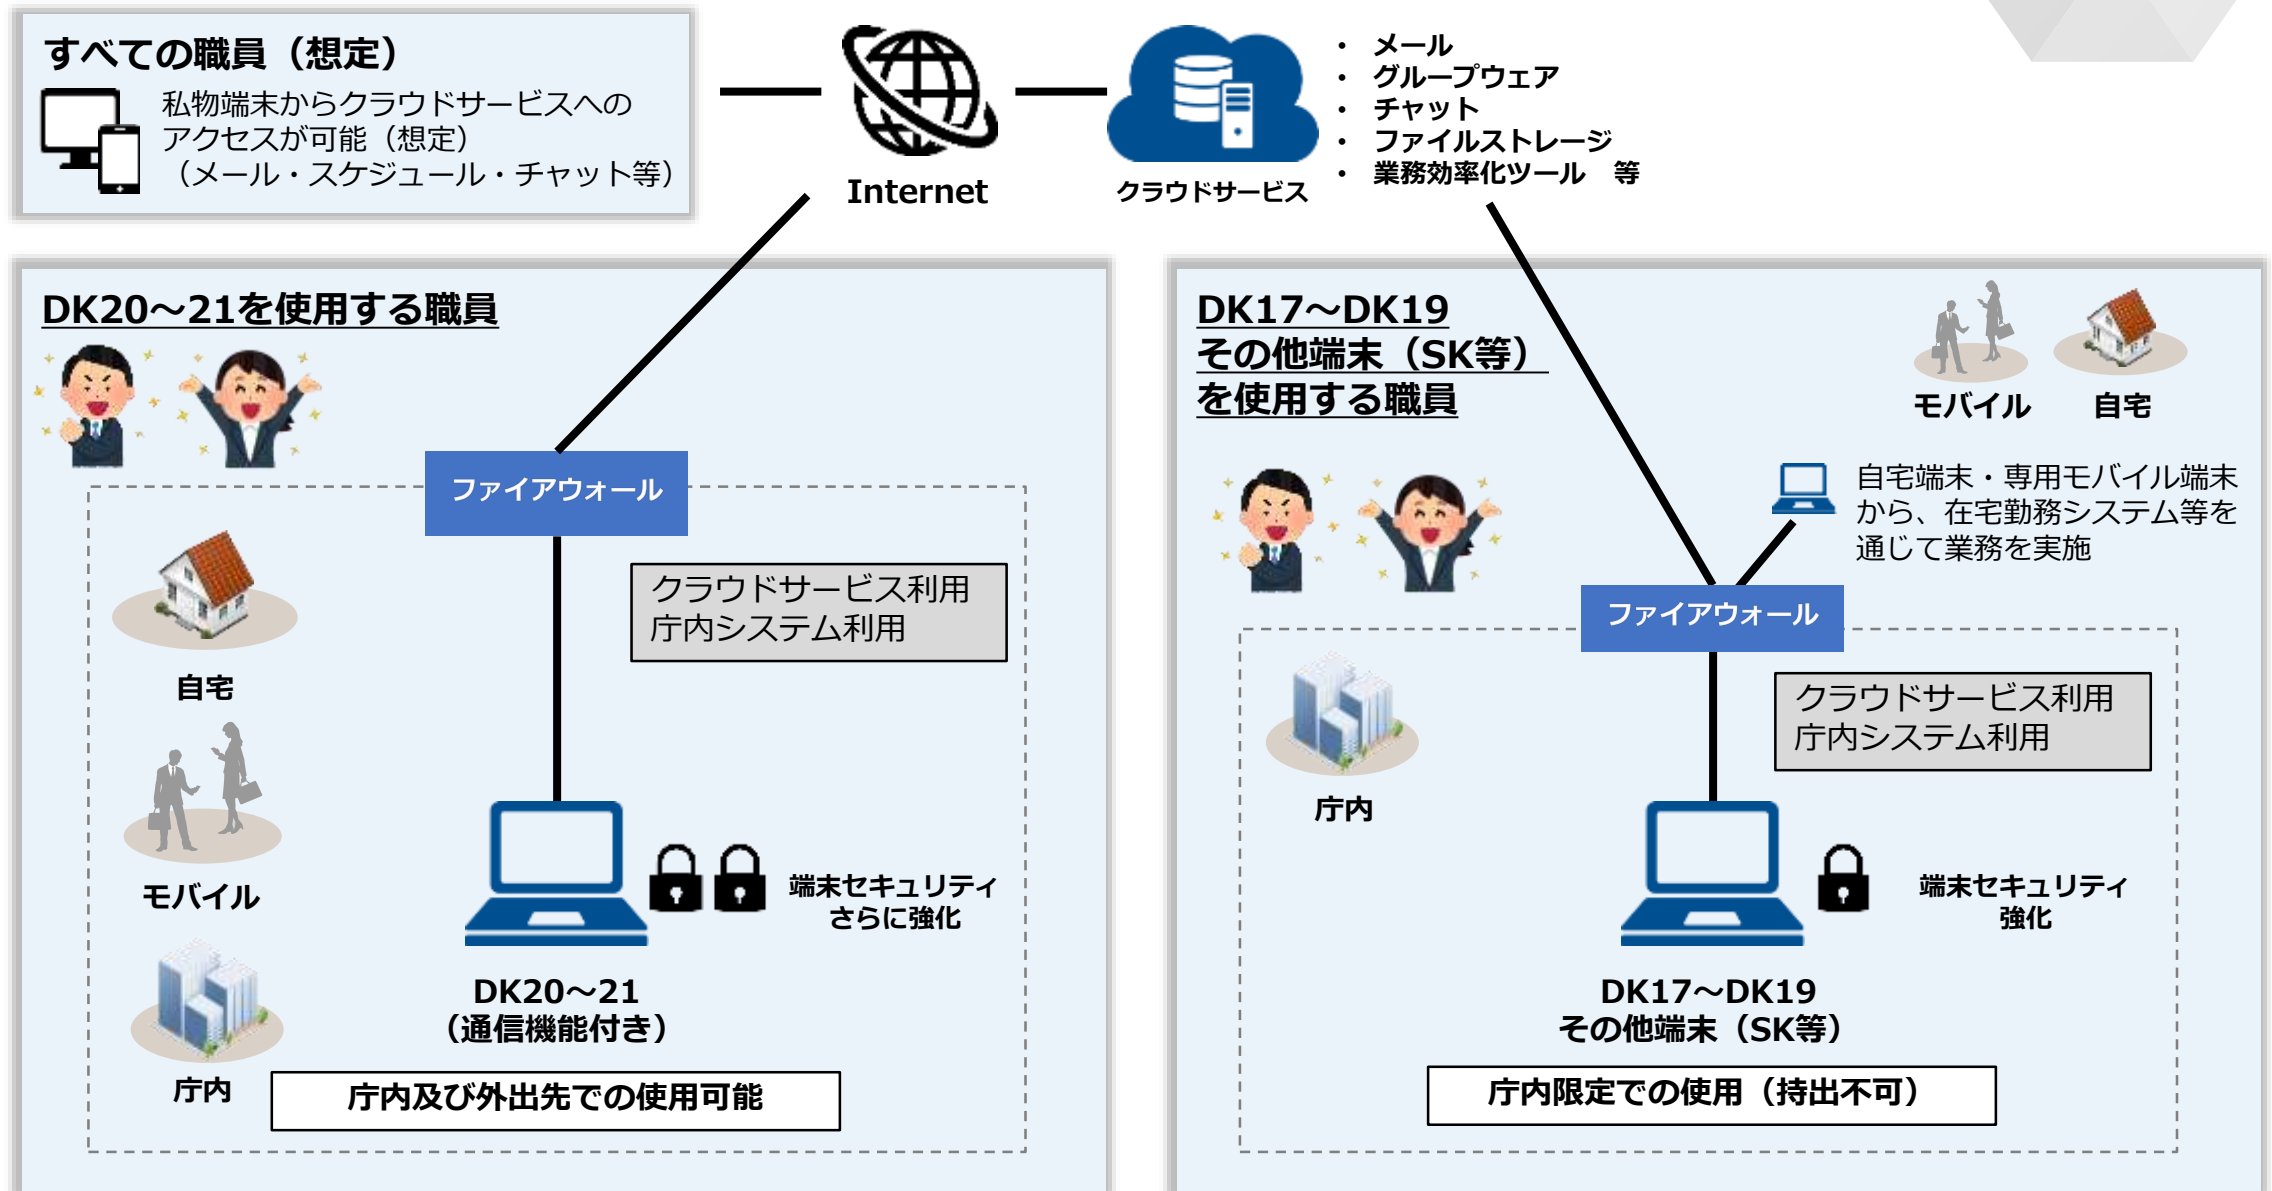 すべての職員（想定）
私物端末からクラウドサービスへの
アクセスが可能（想定）
（メール・スケジュール・チャット等）
Internet
クラウドサービス
・ メール
・ グループウェア
・ チャット
・ ファイルストレージ
・ 業務効率化ツール　等
DK20～21を使用する職員
ファイアウォール
クラウドサービス利用
庁内システム利用
自宅
モバイル
庁内
端末セキュリティ
さらに強化
DK20～21
（通信機能付き）
庁内及び外出先での使用可能
DK17～DK19
その他端末（SK等）
を使用する職員
モバイル
自宅
自宅端末・専用モバイル端末
から、在宅勤務システム等を
通じて業務を実施
ファイアウォール
クラウドサービス利用
庁内システム利用
庁内
端末セキュリティ
強化
DK17～DK19
その他端末（SK等）
庁内限定での使用（持出不可）